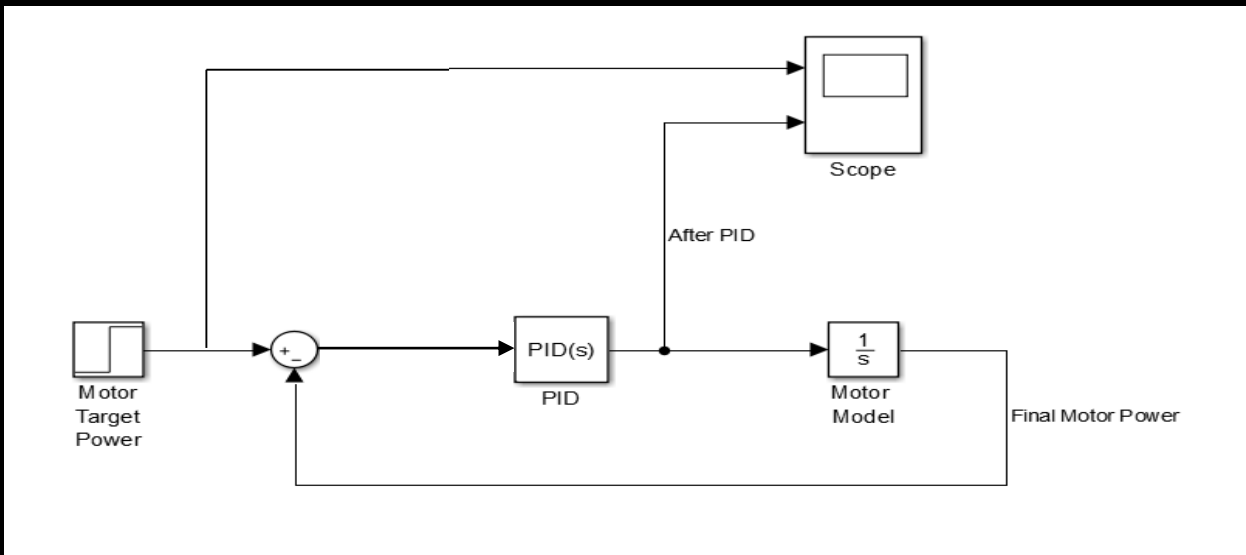 Scope
After PID
+
−
PID(s)
1
s
Motor
Target
Power
PID
Motor
Model
Final Motor Power